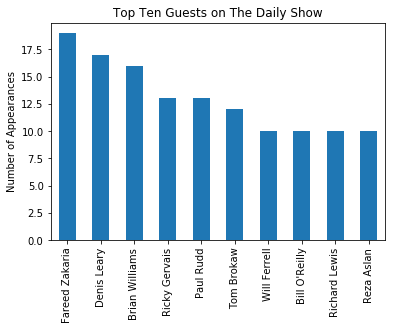 Top Ten Guests on The Daily Show
Number of Appearances
17.5
15.0
12.5
10.0
7.5
5.0
2.5
0.0
Fareed Zakaria
Denis Leary
Brian Williams
Ricky Gervais
Paul Rudd
Tom Brokaw
Will Ferrell
Bill O'Reilly
Richard Lewis
Reza Aslan